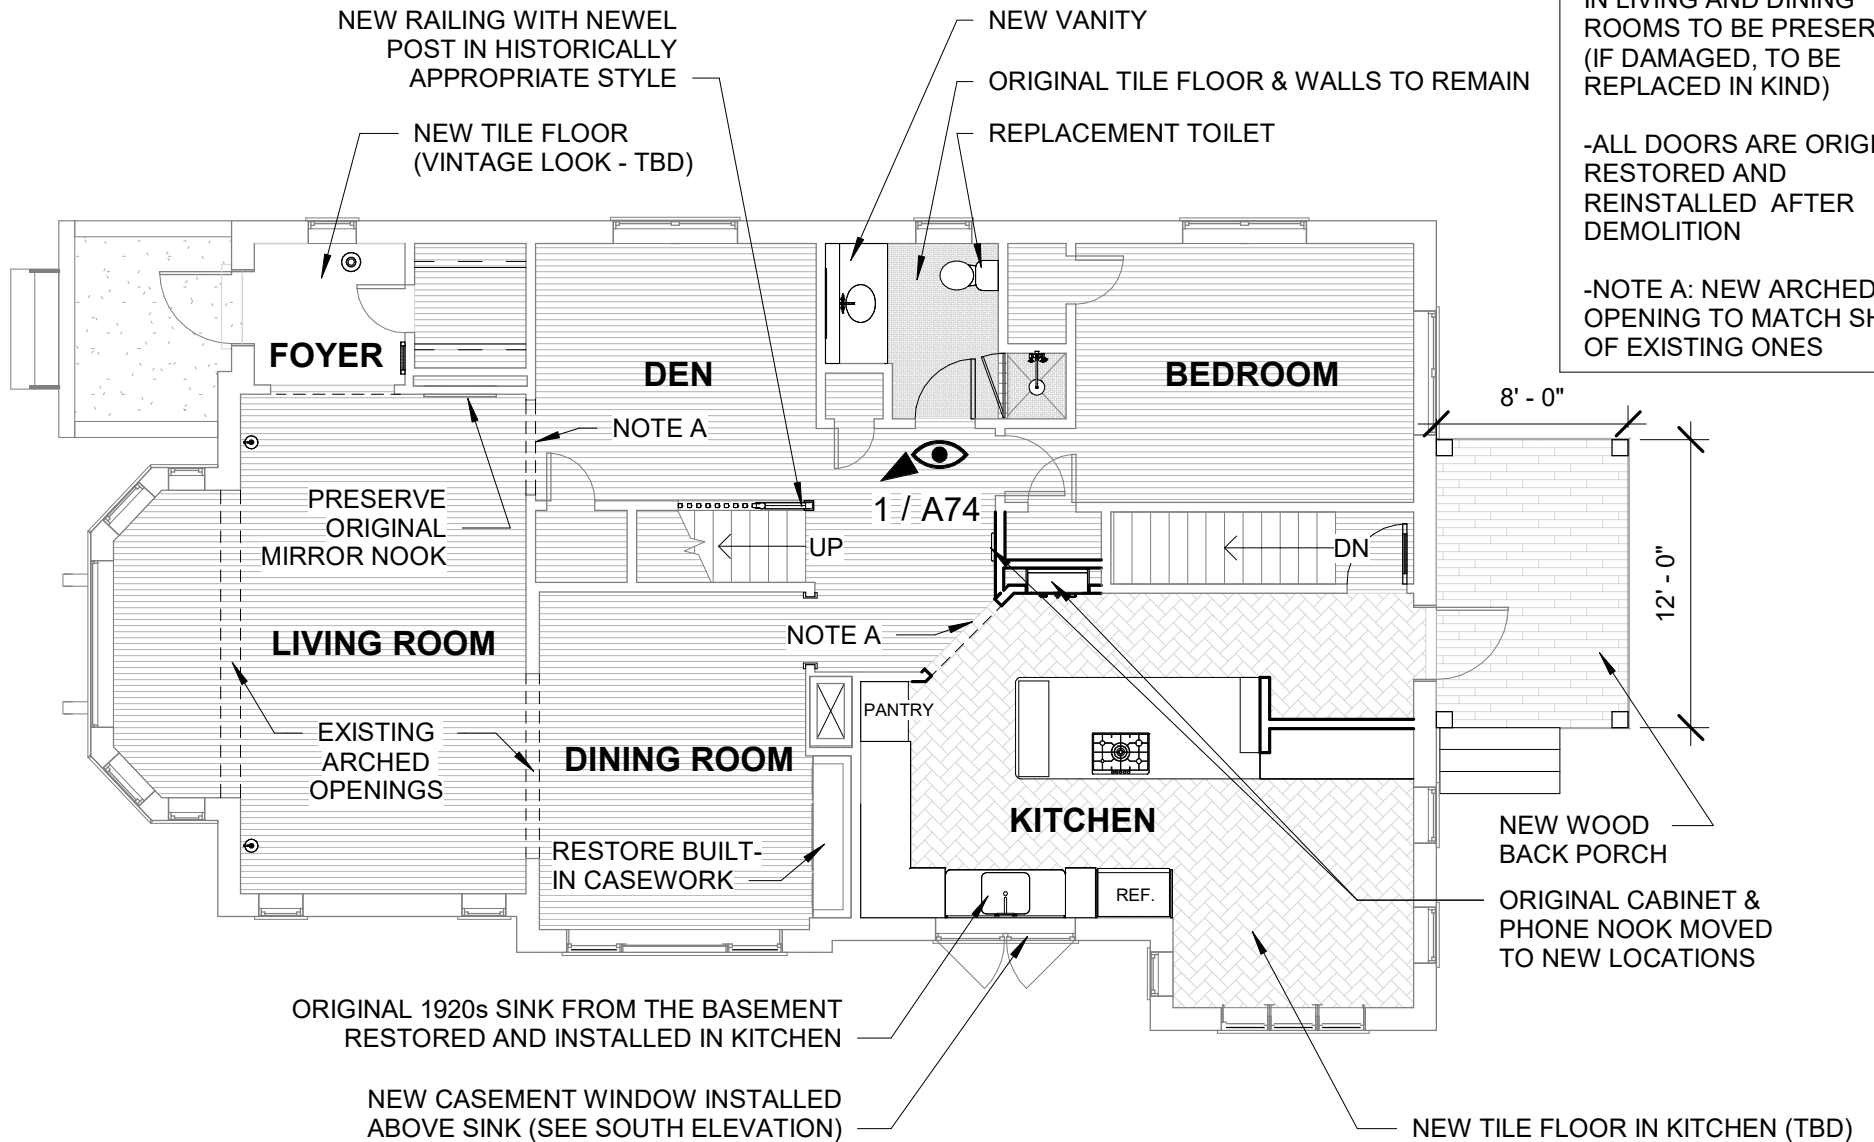 NEW RAILING WITH NEWEL
POST IN HISTORICALLY
APPROPRIATE STYLE
NEW TILE FLOOR
(VINTAGE LOOK - TBD)
NEW VANITY
ORIGINAL TILE FLOOR & WALLS TO REMAIN
REPLACEMENT TOILET
IN LIVING AND DINING
ROOMS TO BE PRESER
(IF DAMAGED, TO BE
REPLACED IN KIND)
-ALL DOORS ARE ORIGI
RESTORED AND
REINSTALLED AFTER
DEMOLITION
-NOTE A: NEW ARCHED
OPENING TO MATCH SH
OF EXISTING ONES
FOYER
DEN
BEDROOM
8' - 0"
NOTE A
1 / A74
PRESERVE
ORIGINAL
MIRROR NOOK
UP
DN
12' - 0"
LIVING ROOM
NOTE A
PANTRY
EXISTING
ARCHED
OPENINGS
DINING ROOM
KITCHEN
RESTORE BUILT-
IN CASEWORK
REF.
NEW WOOD
BACK PORCH
ORIGINAL CABINET &
PHONE NOOK MOVED
TO NEW LOCATIONS
ORIGINAL 1920s SINK FROM THE BASEMENT
RESTORED AND INSTALLED IN KITCHEN
NEW CASEMENT WINDOW INSTALLED
ABOVE SINK (SEE SOUTH ELEVATION)
NEW TILE FLOOR IN KITCHEN (TBD)